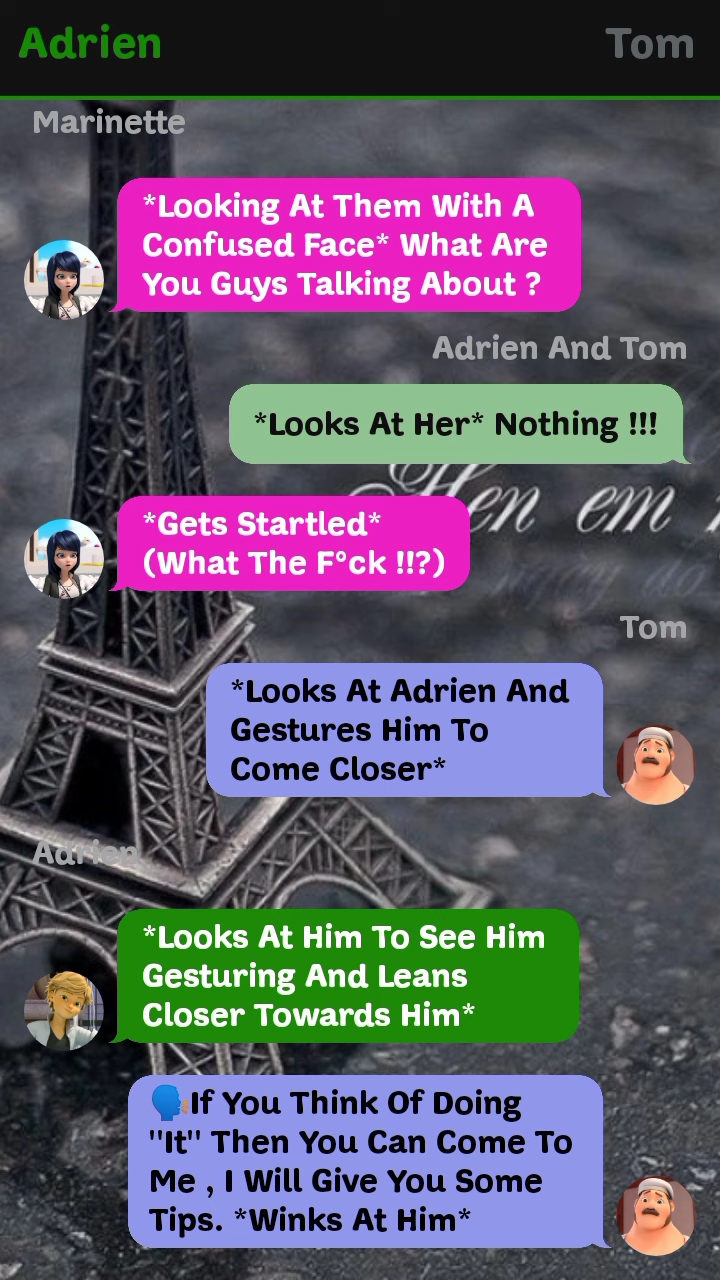 Adrien Tom
Marinette
*Looking At Them With A
Confused Face* What Are
You Guys Talking About ?
Adrien And Tom
*Looks At Her* Nothing !!!
Hen em
*Gets Startled*
(What The F°ck !!?)
Tom
*Looks At Adrien And
Gestures Him To
Come Closer*
Adrien
*Looks At Him To See Him
Gesturing And Leans
Closer Towards Him*
🗣️If You Think Of Doing
"It" Then You Can Come To
Me , I Will Give You Some
Tips. *Winks At Him*